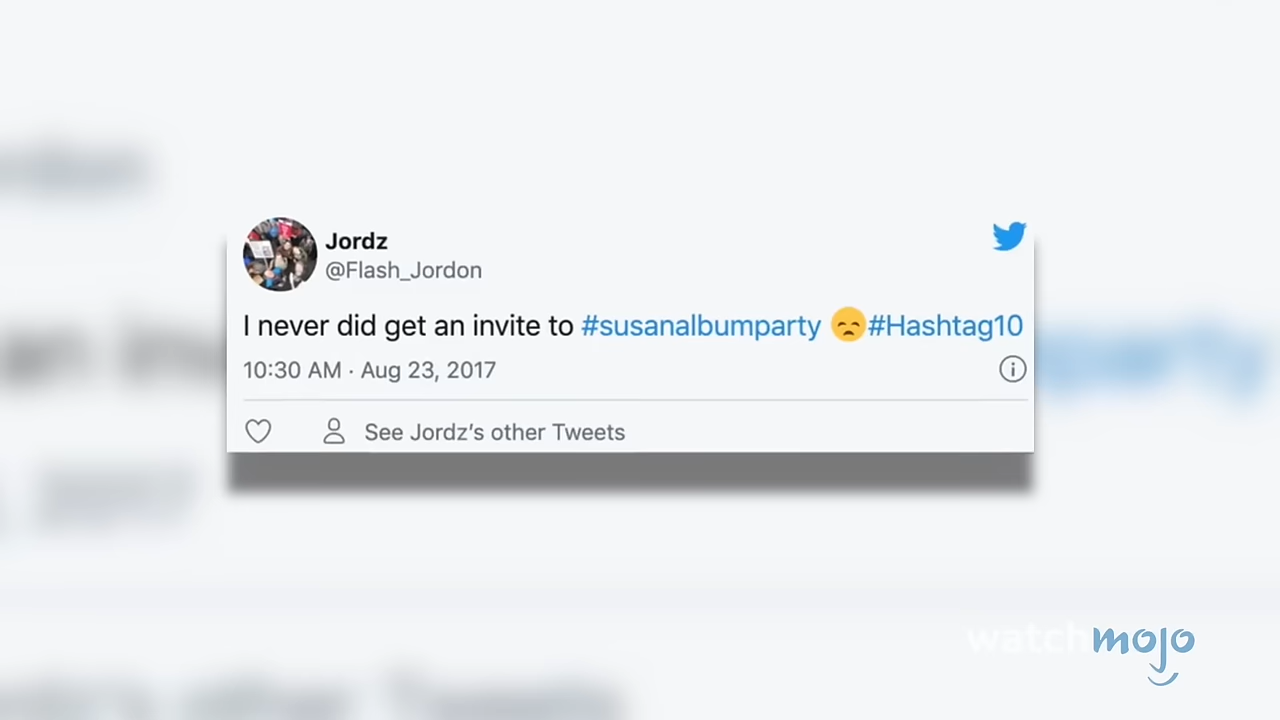 Jordz
@Flash_Jordon
I never did get an invite to #susanalbumparty 😞#Hashtag10
10:30 AM · Aug 23, 2017
See Jordz's other Tweets
watchmojo